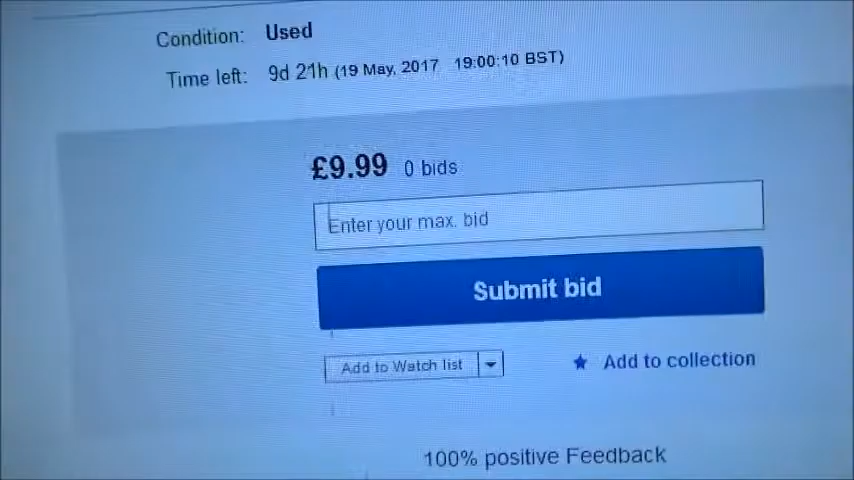 Condition: Used
Time left: 9d 21h (19 May, 2017 19:00:10 BST)
£9.99 0 bids
Enter your max. bid
Submit bid
Add to Watch list
Add to collection
100% positive Feedback